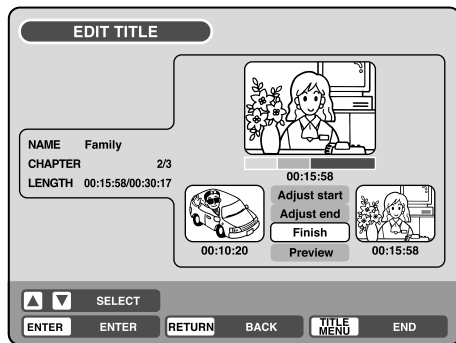 EDIT TITLE
NAME Family
CHAPTER 2/3
LENGTH 00:15:58/00:30:17
00:15:58
Adjust start
Adjust end
Finish
Preview
00:10:20
00:15:58
SELECT
ENTER ENTER RETURN BACK TITLE MENU END